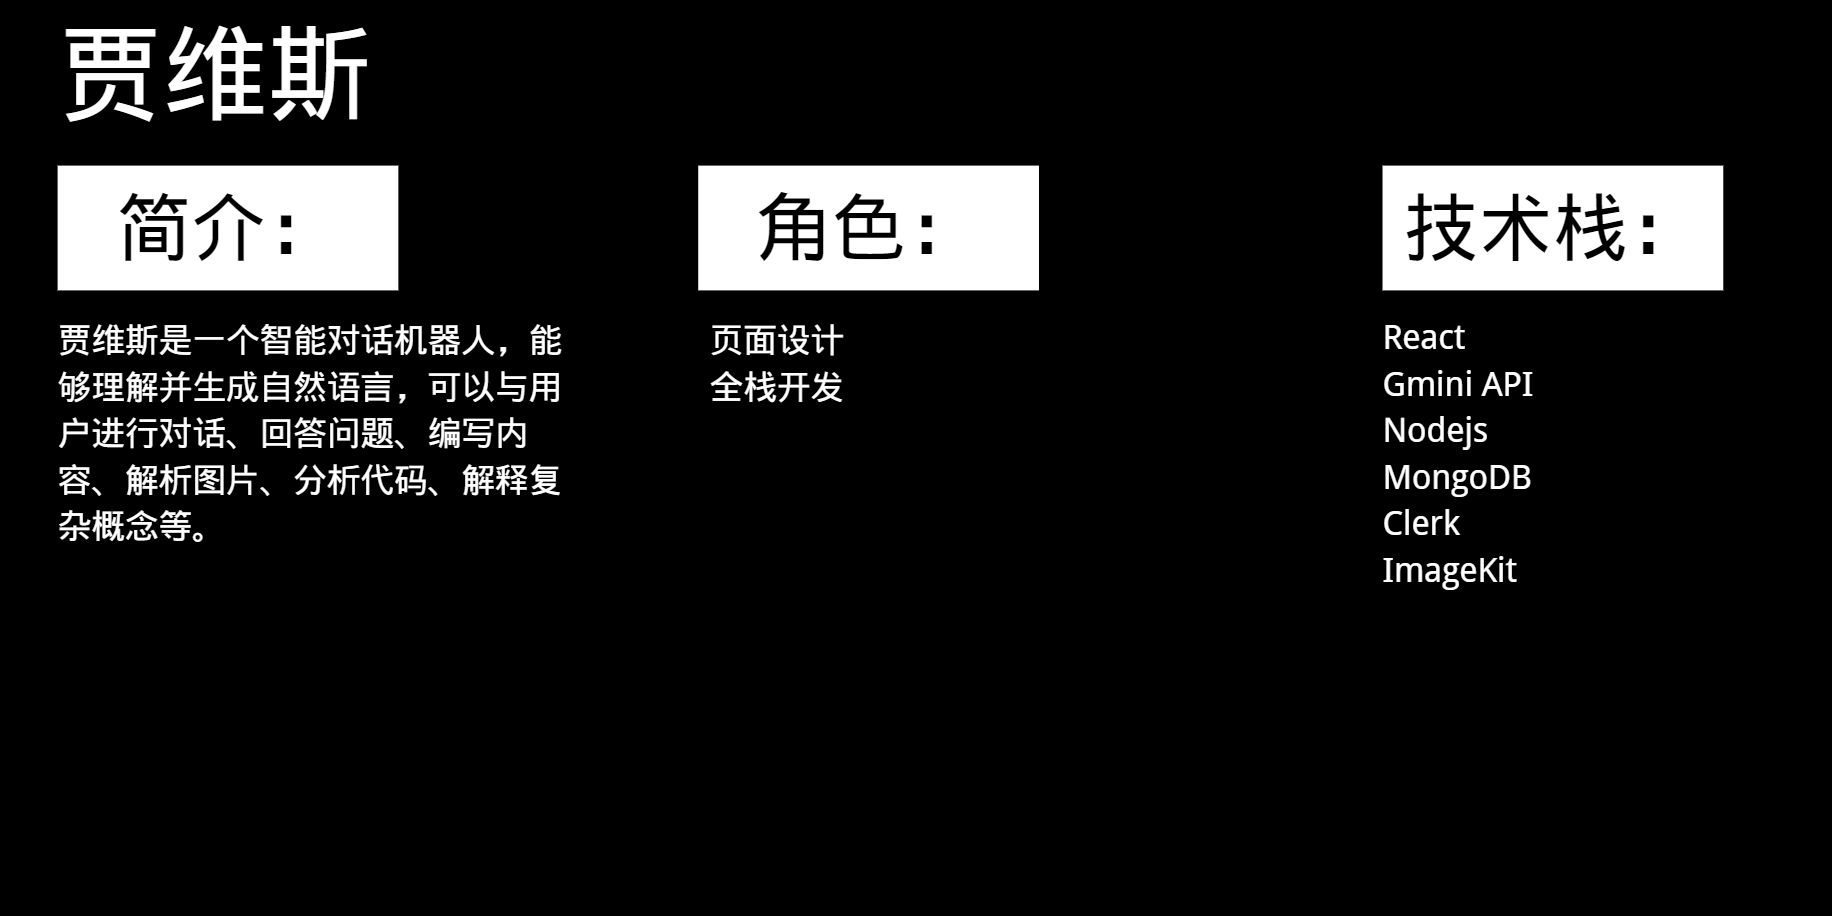 贾维斯
简介：
贾维斯是一个智能对话机器人，能
够理解并生成自然语言，可以与用
户进行对话、回答问题、编写内
容、解析图片、分析代码、解释复
杂概念等。
角色：
页面设计
全栈开发
技术栈：
React
Gmini API
Nodejs
MongoDB
Clerk
ImageKit